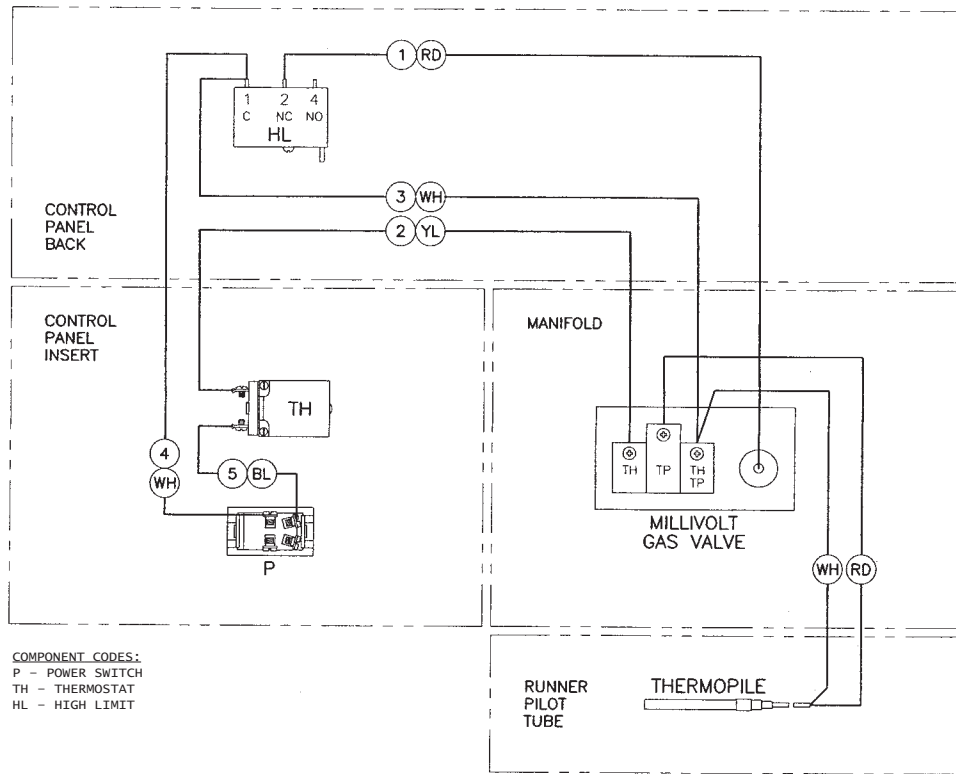 1 RD
1 2 4
C NC NO
HL
3 WH
2 YL
CONTROL
PANEL
BACK
CONTROL
PANEL
INSERT
MANIFOLD
TH
TH TP TH
TP
4
WH
5 BL
P
MILLIVOLT
GAS VALVE
WH RD
COMPONENT CODES:
P – POWER SWITCH
TH – THERMOSTAT
HL – HIGH LIMIT
RUNNER
PILOT
TUBE
THERMOPILE